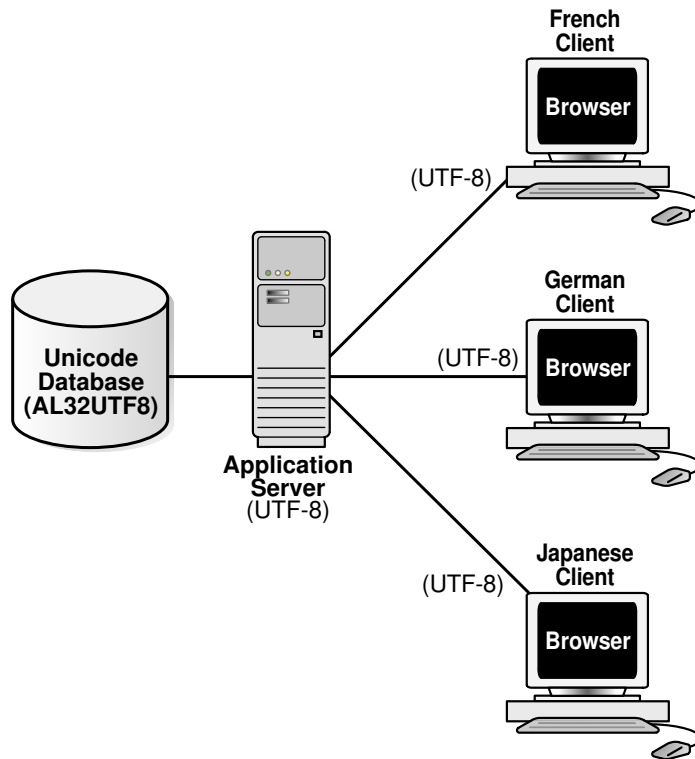 French
Client
Browser
(UTF-8)
German
Client
Browser
(UTF-8)
Unicode
Database
(AL32UTF8)
Application
Server
(UTF-8)
Japanese
Client
(UTF-8)
Browser